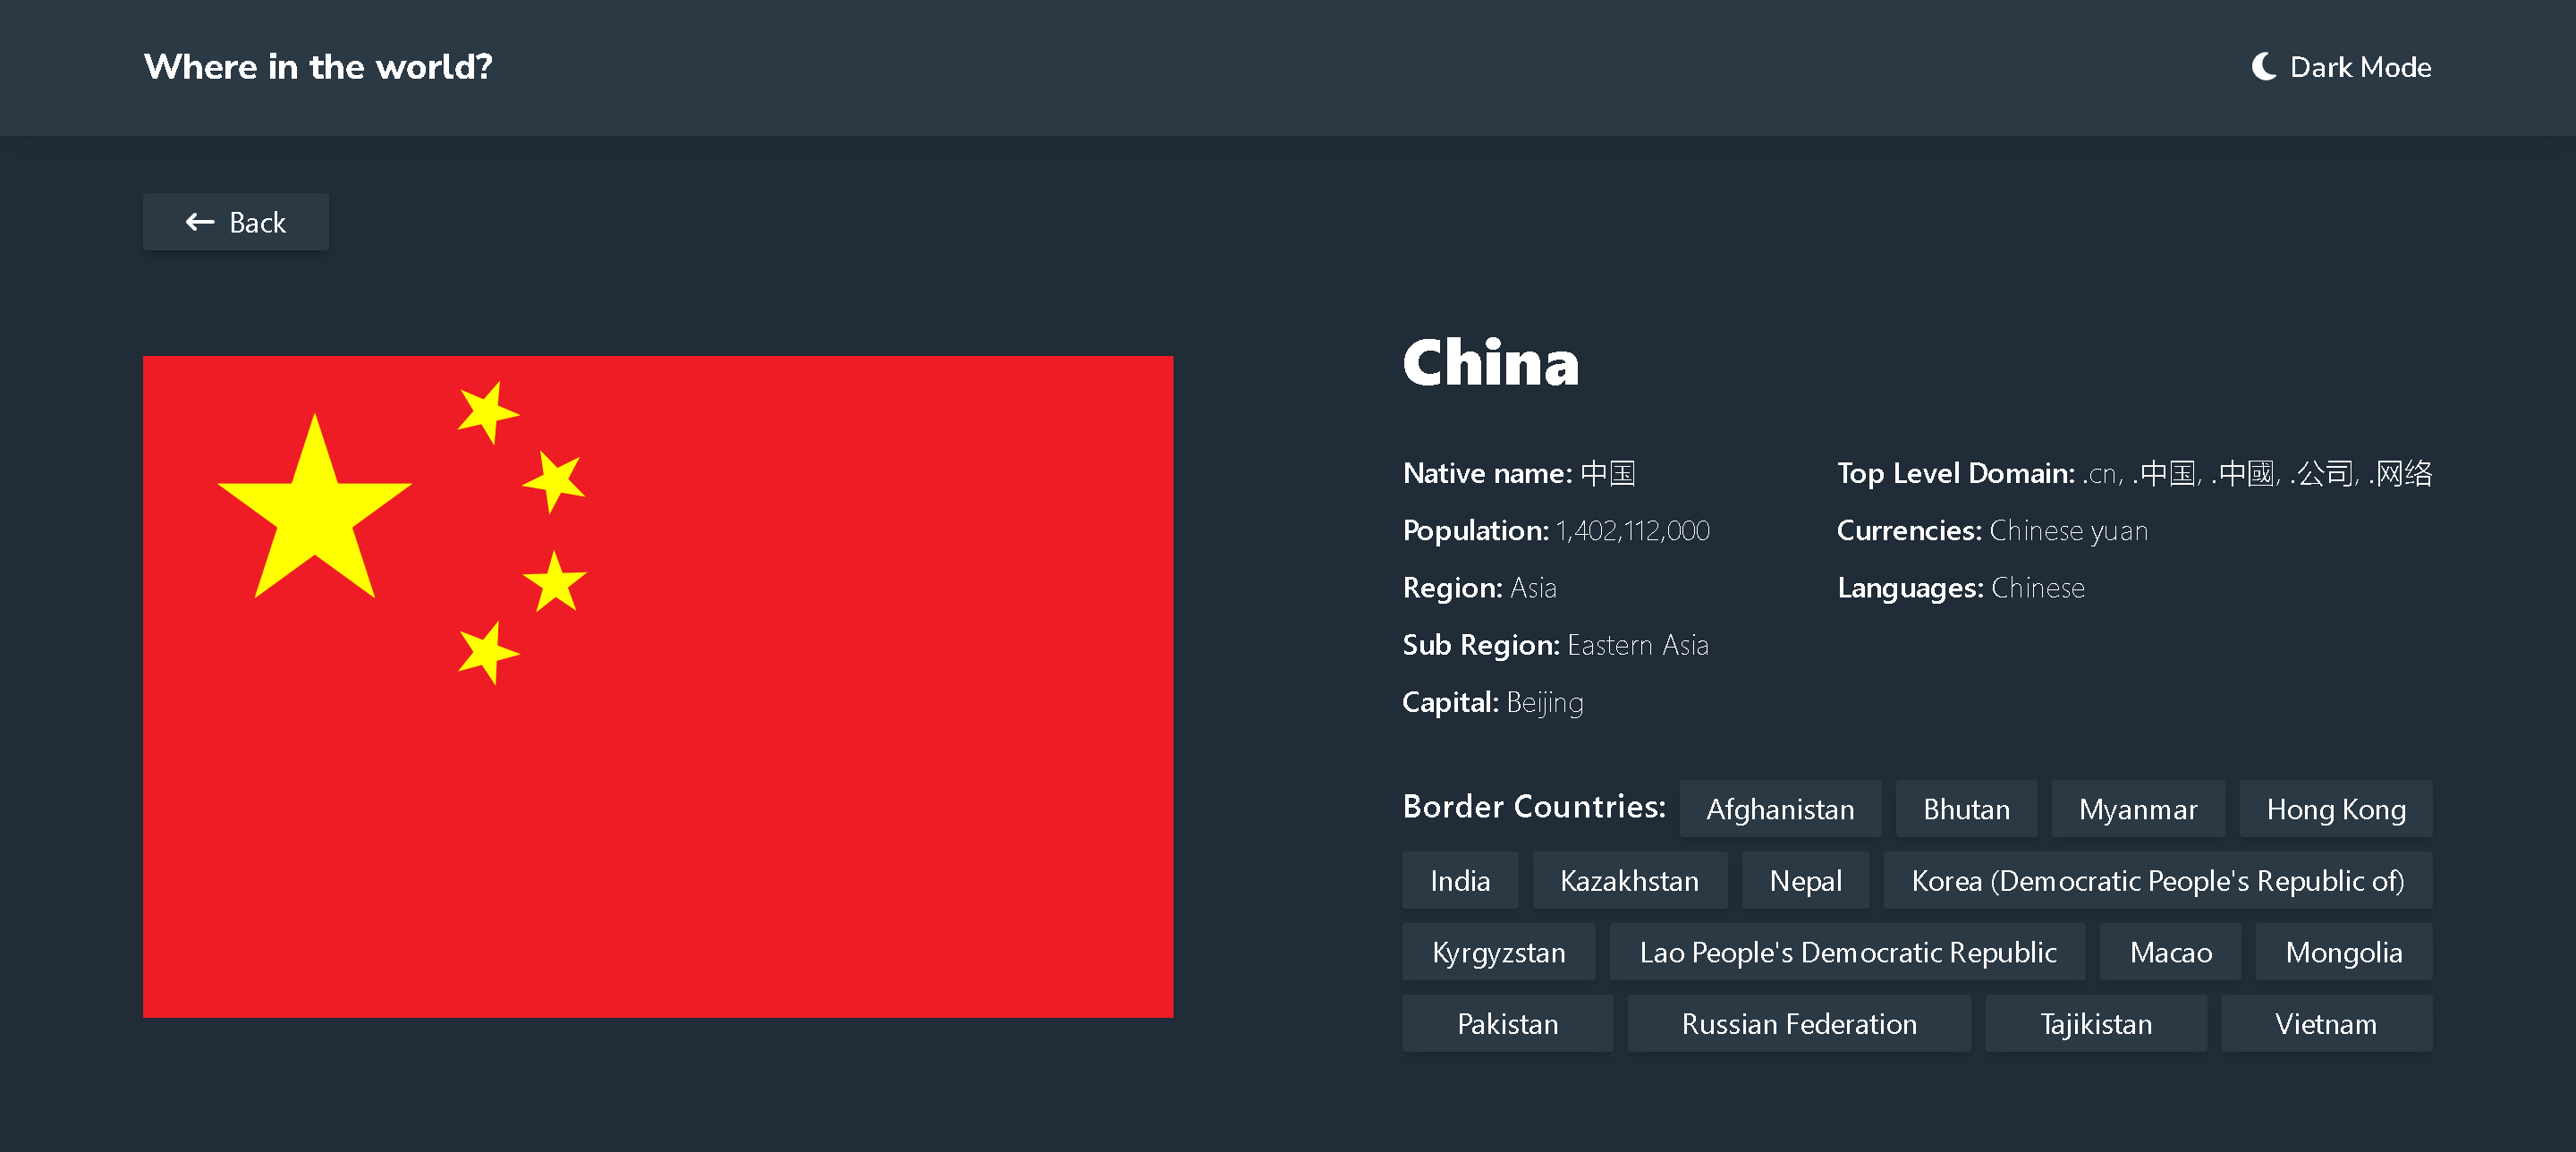 Where in the world?
Dark Mode
Back
China
Native name: 中国
Population: 1,402,112,000
Region: Asia
Sub Region: Eastern Asia
Capital: Beijing
Top Level Domain: .cn, .中国, .中國, .公司, .网络
Currencies: Chinese yuan
Languages: Chinese
Border Countries: Afghanistan Bhutan Myanmar Hong Kong
India Kazakhstan Nepal Korea (Democratic People's Republic of)
Kyrgyzstan Lao People's Democratic Republic Macao Mongolia
Pakistan Russian Federation Tajikistan Vietnam